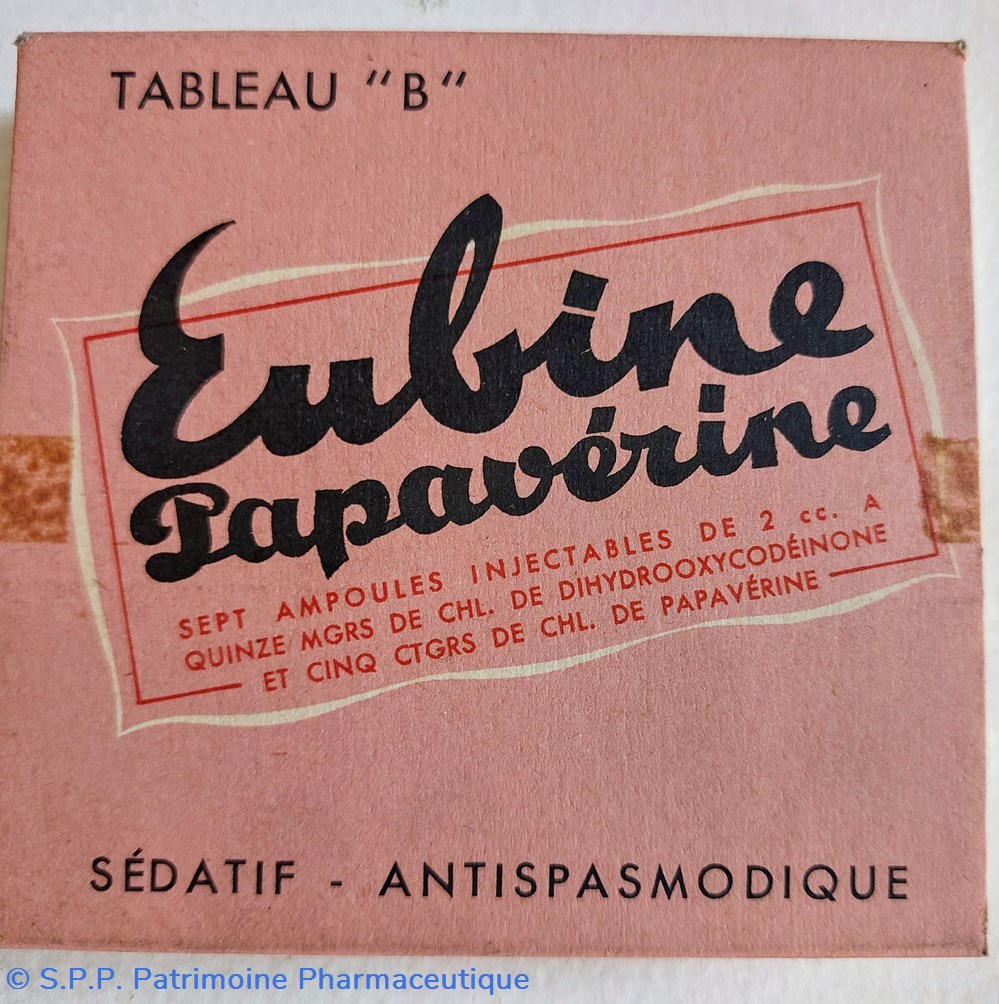 TABLEAU "B"
Eubine
Papavérine
SEPT AMPOULES INJECTABLES DE 2 cc. A
QUINZE MGRS DE CHL. DE DIHYDROOXYCODÉINONE
ET CINQ CTGRS DE CHL. DE PAPAVÉRINE
SÉDATIF - ANTISPASMODIQUE
© S.P.P. Patrimoine Pharmaceutique